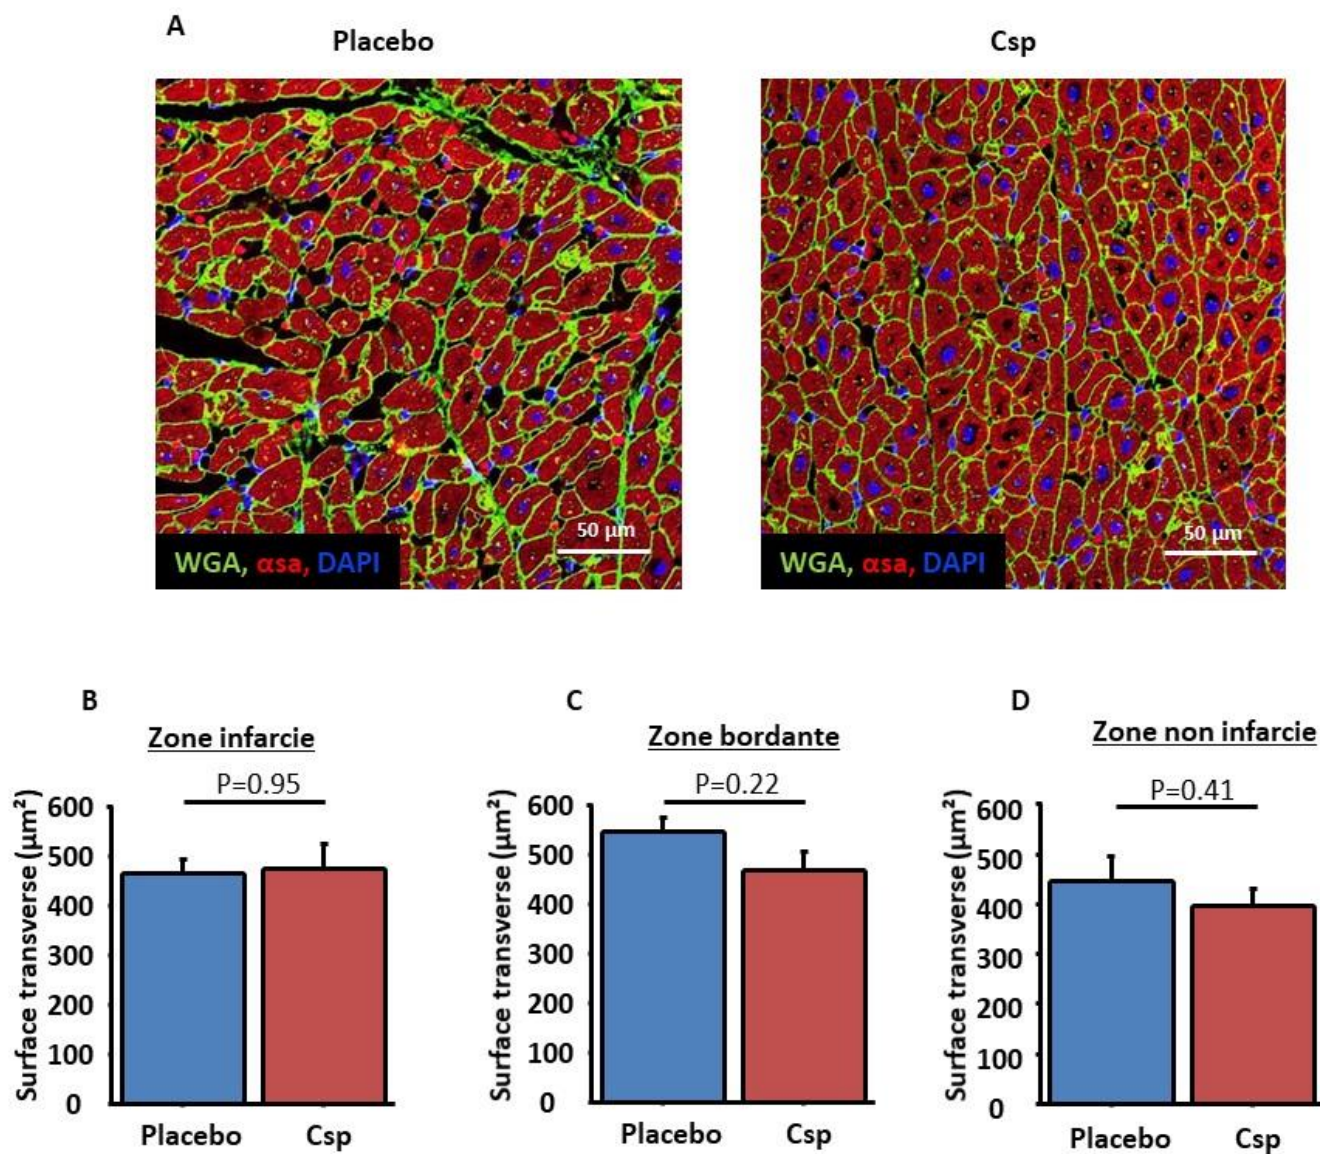 A
Placebo
Csp
WGA, αsa, DAPI
50 µm
WGA, αsa, DAPI
50 µm
B
Zone infarcie
P=0.95
Surface transverse (µm²)
600
500
400
300
200
100
0
Placebo
Csp
C
Zone bordante
P=0.22
Surface transverse (µm²)
600
500
400
300
200
100
0
Placebo
Csp
D
Zone non infarcie
P=0.41
Surface transverse (µm²)
600
500
400
300
200
100
0
Placebo
Csp